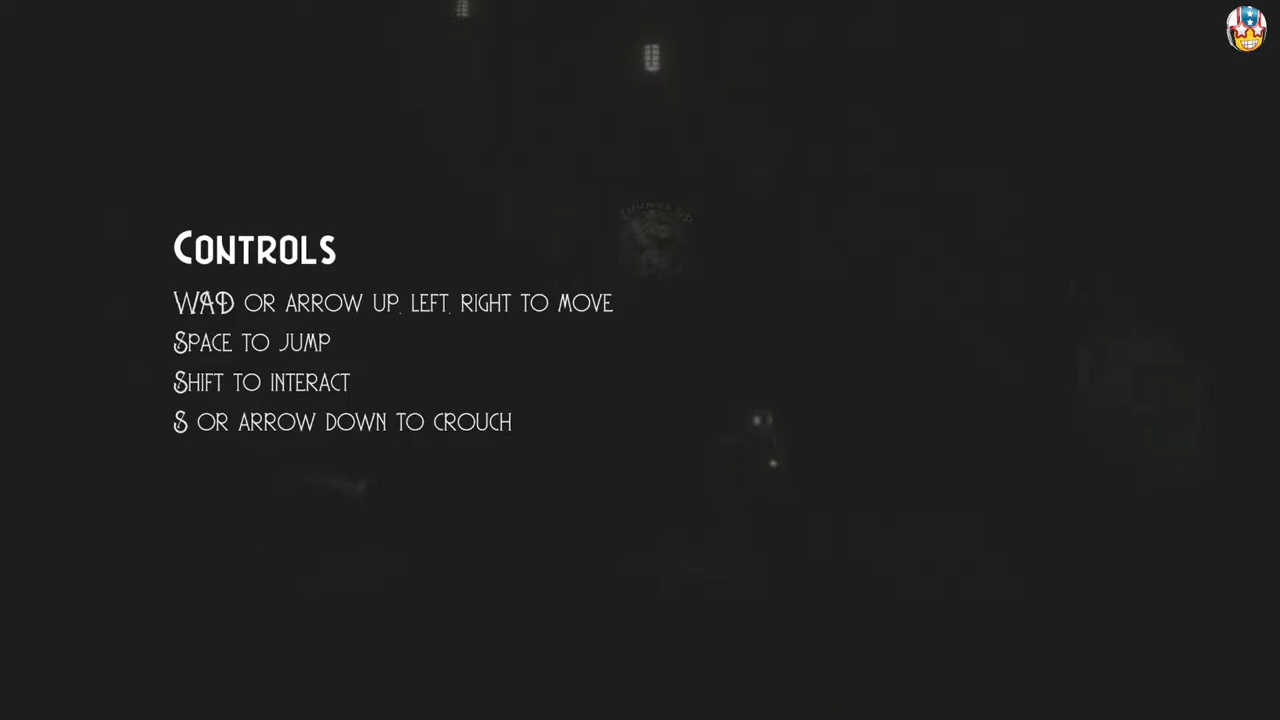 Controls
WAD or arrow up, left, right to move
Space to jump
Shift to interact
S or arrow down to crouch